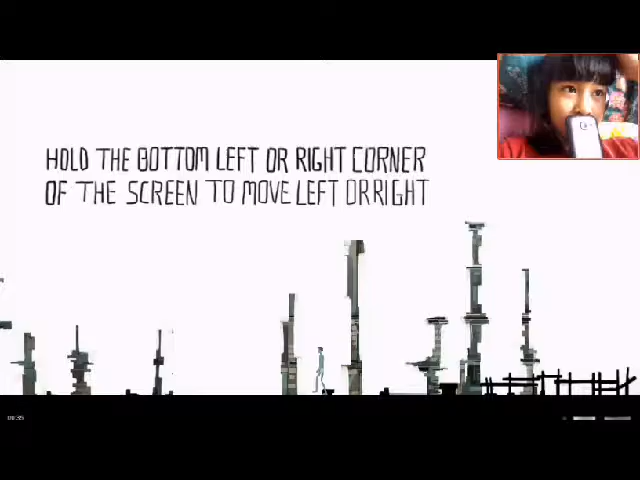 HOLD THE BOTTOM LEFT OR RIGHT CORNER
OF THE SCREEN TO MOVE LEFT OR RIGHT